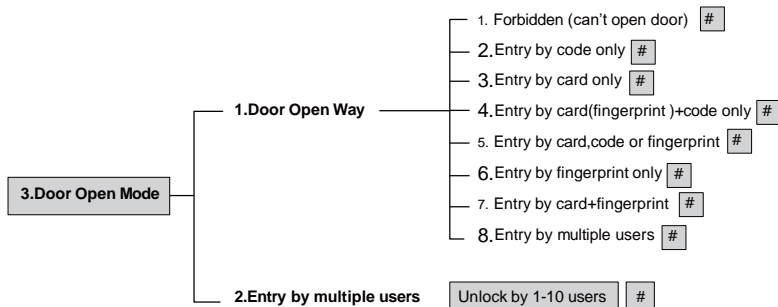 3.Door Open Mode
1.Door Open Way
1. Forbidden (can't open door) #
2.Entry by code only #
3.Entry by card only #
4.Entry by card(fingerprint )+code only #
5. Entry by card,code or fingerprint #
6.Entry by fingerprint only #
7. Entry by card+fingerprint #
8.Entry by multiple users #
2.Entry by multiple users Unlock by 1-10 users #